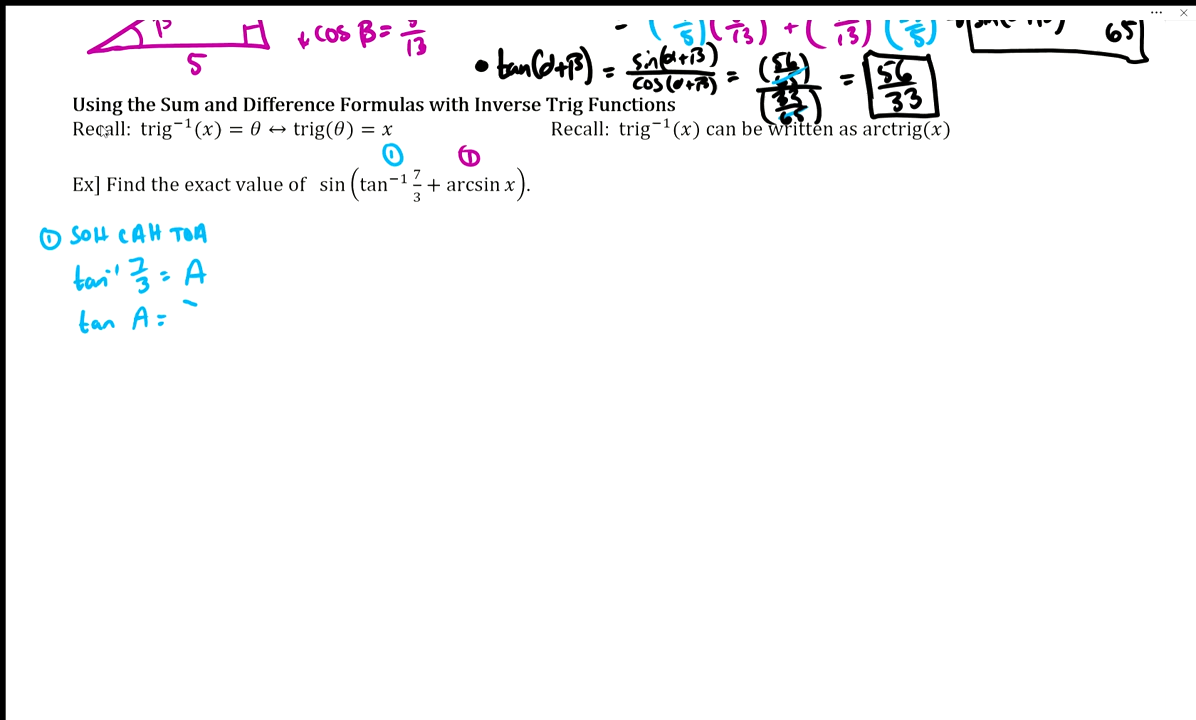 β
↓ cos β = /13
5
65
• tan(α+β) = sin(α+β)/cos(α+β) = (56/65)/(33/65) = 56/33
Using the Sum and Difference Formulas with Inverse Trig Functions
Recall: trig⁻¹(x) = θ ↔ trig(θ) = x
Recall: trig⁻¹(x) can be written as arctrig(x)
① ①
Ex] Find the exact value of sin(tan⁻¹ 7/3 + arcsin x).
① SOH CAH TOA
tan⁻¹ 7/3 = A
tan A =